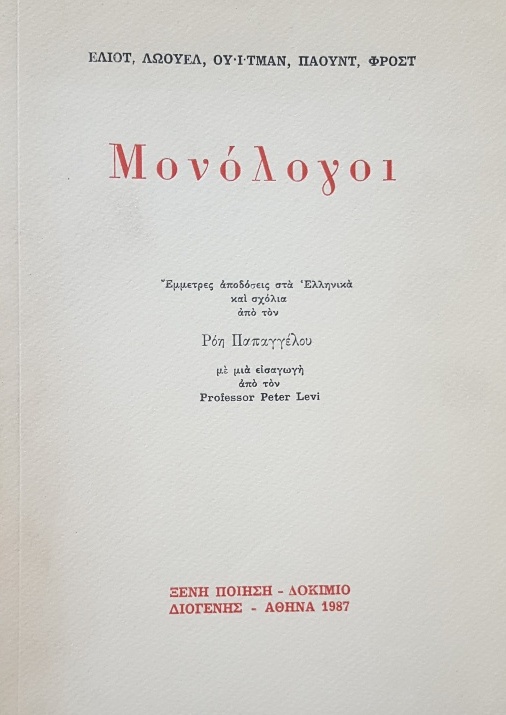 ΕΛΙΟΤ, ΛΩΟΥΕΛ, ΟΥ·Ι·ΤΜΑΝ, ΠΑΟΥΝΤ, ΦΡΟΣΤ
Μονόλογοι
Ἔμμετρες ἀποδόσεις στὰ Ἑλληνικὰ
καὶ σχόλια
ἀπὸ τὸν
Ρόη Παπαγγέλου
μὲ μιὰ εἰσαγωγὴ
ἀπὸ τὸν
Professor Peter Levi
ΞΕΝΗ ΠΟΙΗΣΗ - ΔΟΚΙΜΙΟ
ΔΙΟΓΕΝΗΣ - ΑΘΗΝΑ 1987